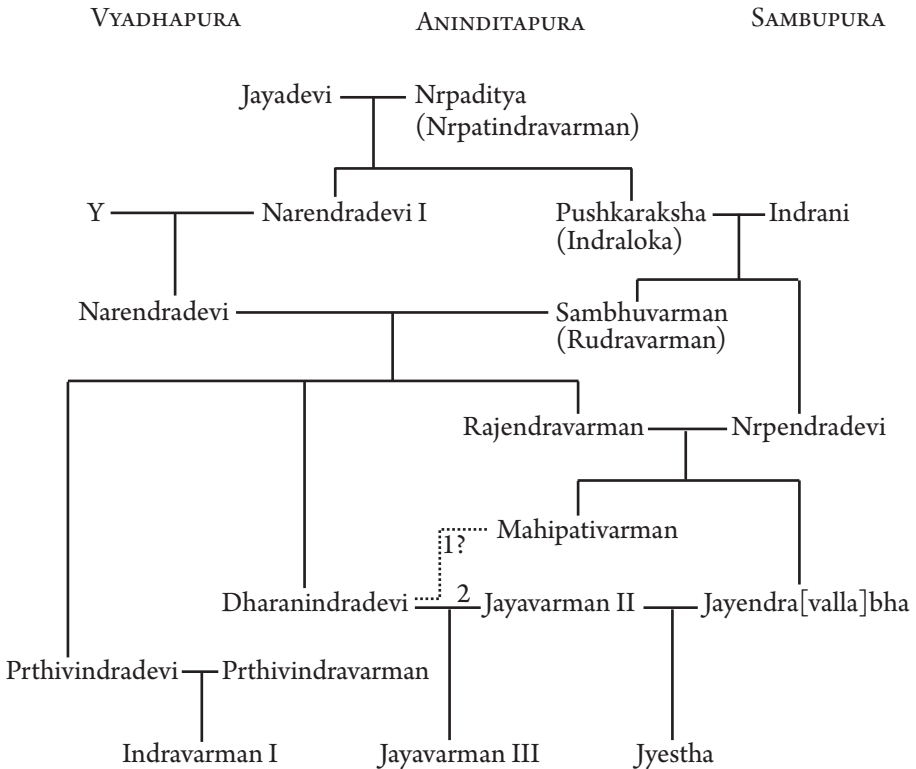 VYADHAPURA ANINDITAPURA SAMBUPURA
Jayadevi Nrpaditya
(Nrpatindravarman)
Y Narendradevi I Pushkaraksha Indrani
(Indraloka)
Narendradevi Sambhuvarman
(Rudravarman)
Rajendravarman Nrpendradevi
Mahipativarman
1?
2
Dharanindradevi Jayavarman II Jayendra[valla]bha
Prthivindradevi Prthivindravarman
Indravarman I Jayavarman III Jyestha